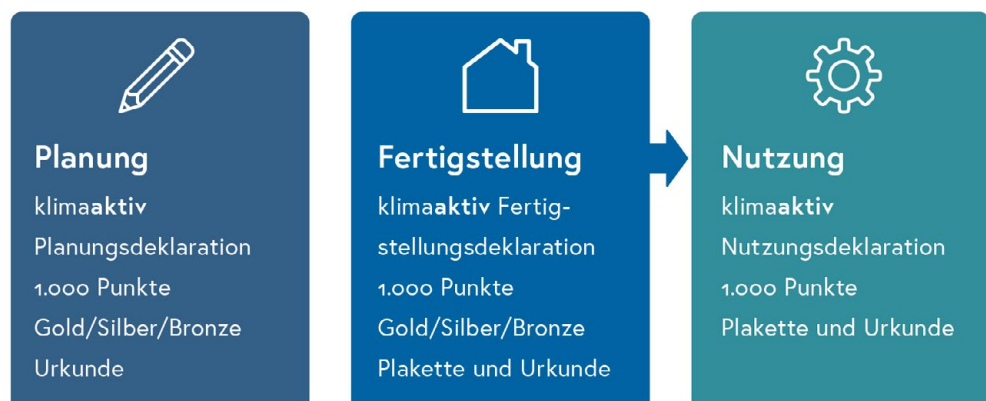 Planung
klimaaktiv
Planungsdeklaration
1.000 Punkte
Gold/Silber/Bronze
Urkunde
Fertigstellung
klimaaktiv Fertig-
stellungsdeklaration
1.000 Punkte
Gold/Silber/Bronze
Plakette und Urkunde
Nutzung
klimaaktiv
Nutzungsdeklaration
1.000 Punkte
Plakette und Urkunde